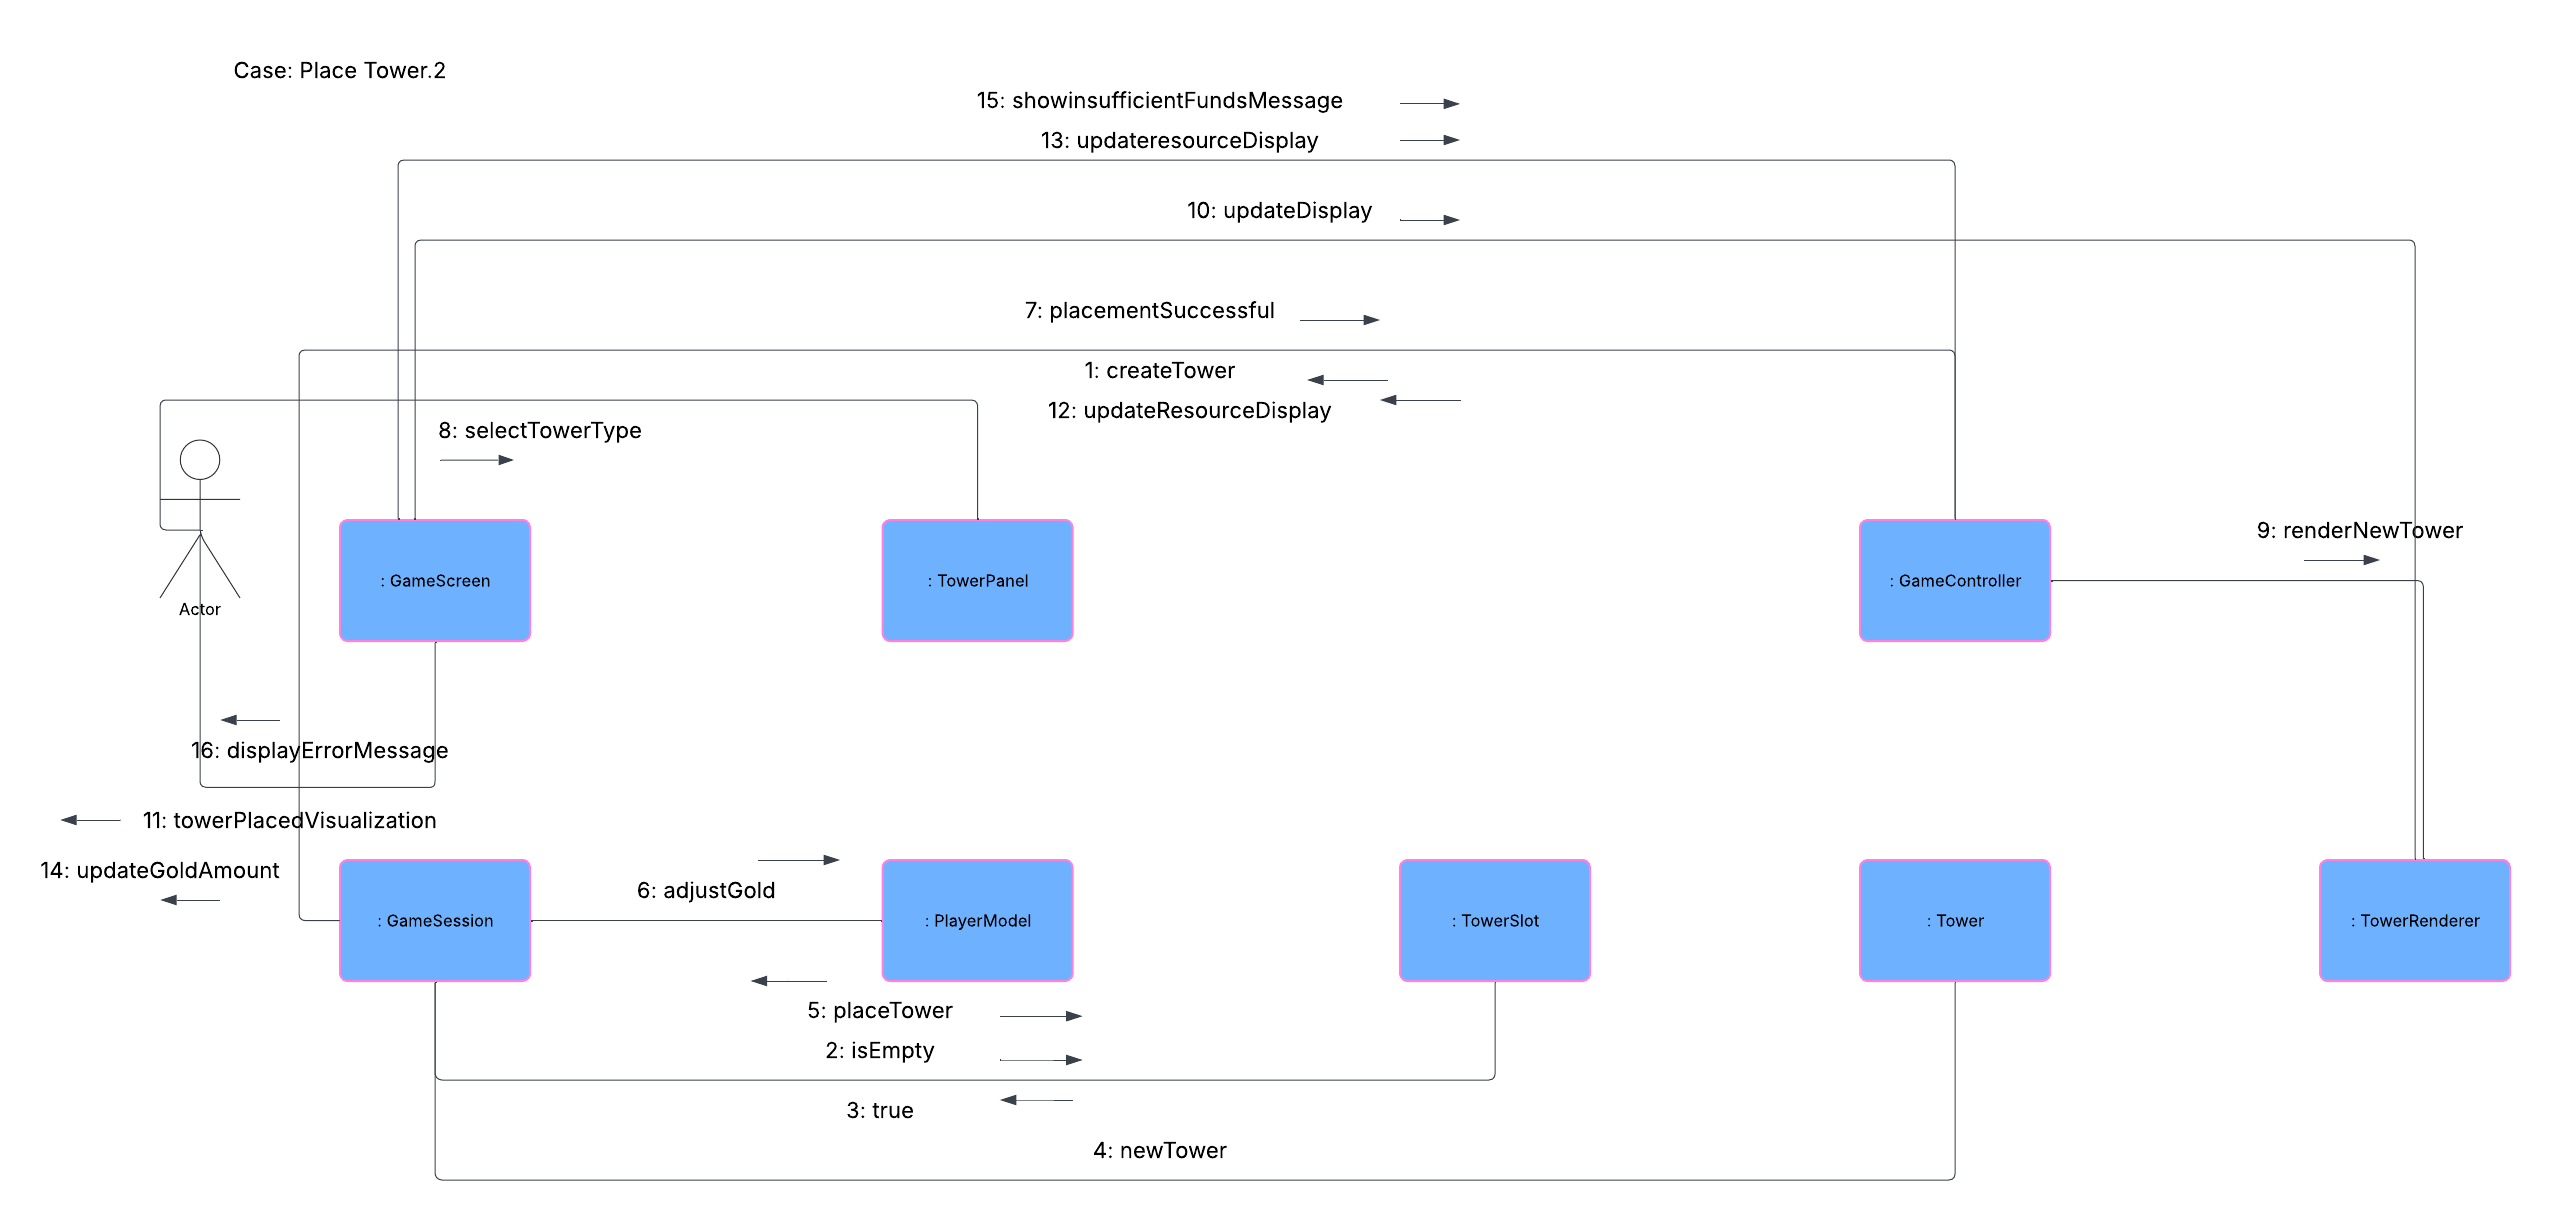 Case: Place Tower.2
15: showinsufficientFundsMessage
13: updateresourceDisplay
10: updateDisplay
7: placementSuccessful
1: createTower
12: updateResourceDisplay
8: selectTowerType
9: renderNewTower
: GameScreen
: TowerPanel
: GameController
Actor
16: displayErrorMessage
11: towerPlacedVisualization
14: updateGoldAmount
6: adjustGold
: GameSession
: PlayerModel
: TowerSlot
: Tower
: TowerRenderer
5: placeTower
2: isEmpty
3: true
4: newTower